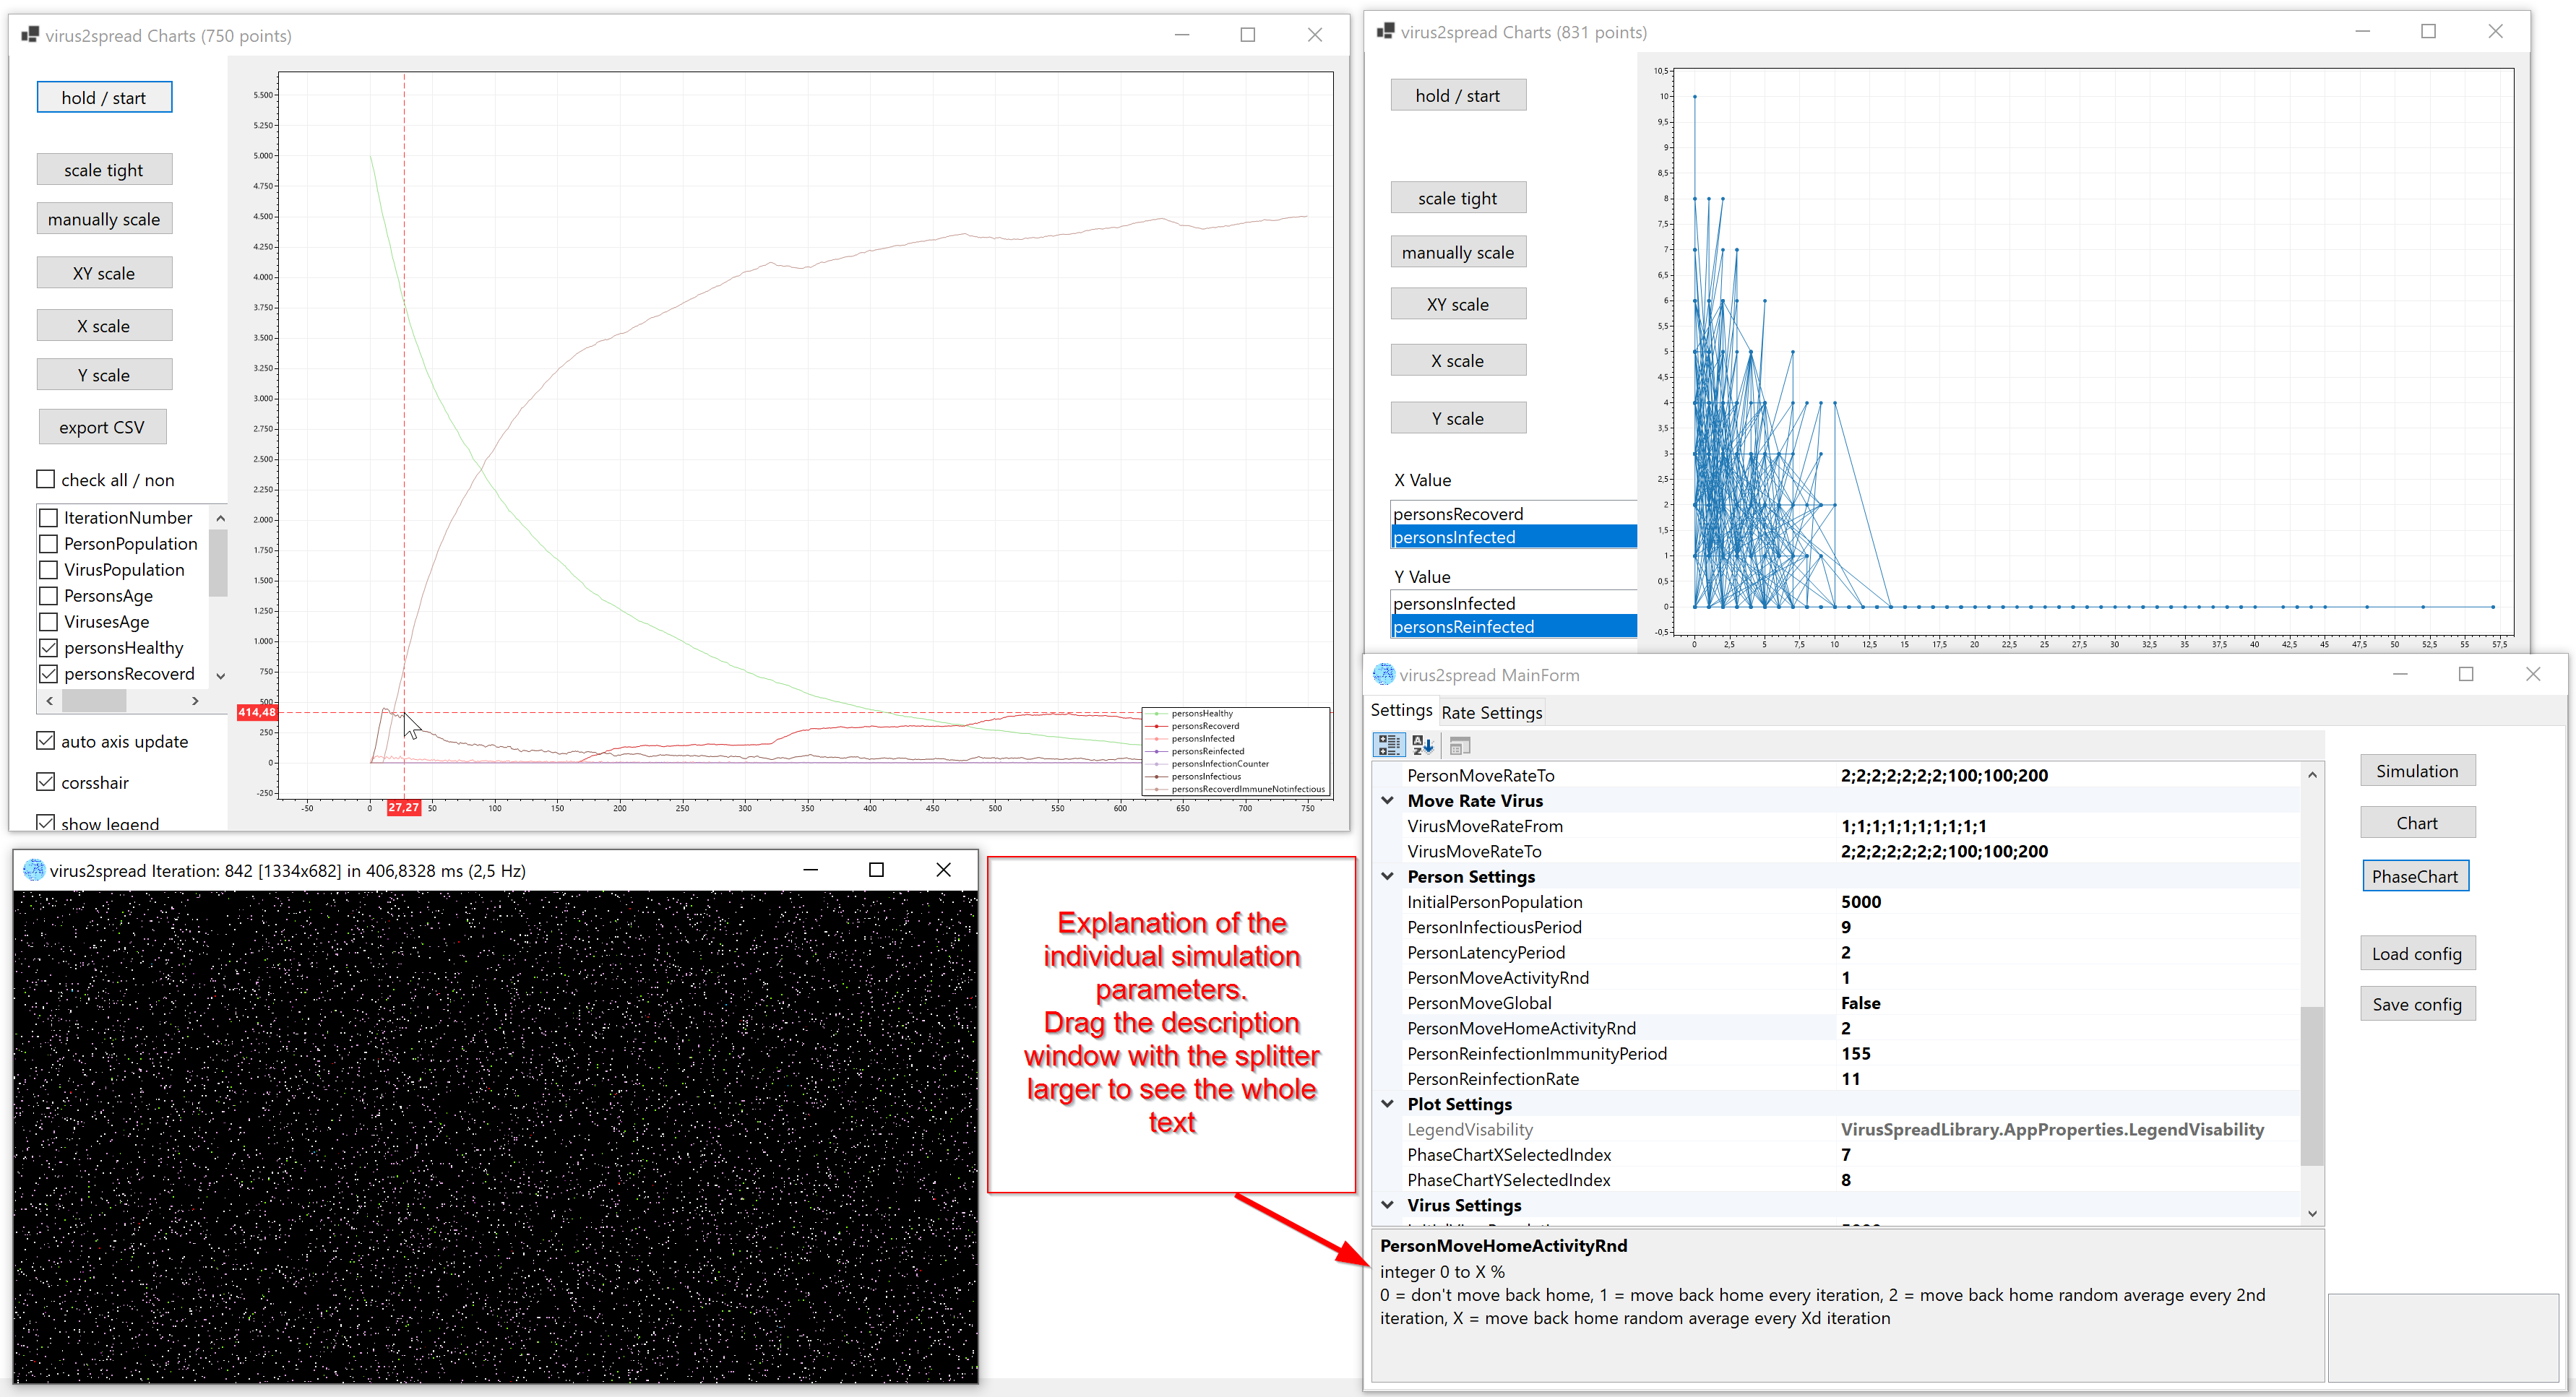 virus2spread Charts (750 points)
hold / start
scale tight
manually scale
XY scale
X scale
Y scale
export CSV
check all / non
IterationNumber
PersonPopulation
VirusPopulation
PersonsAge
VirusesAge
personsHealthy
personsRecoverd
auto axis update
corsshair
show legend
5.500
5.250
5.000
4.750
4.500
4.250
4.000
3.750
3.500
3.250
3.000
2.750
2.500
2.250
2.000
1.750
1.500
1.250
1.000
750
500
414,48
250
0
-250
-50
0
27,27
50
100
150
200
250
300
350
400
450
500
550
600
650
700
750
personsHealthy
personsRecoverd
personsInfected
personsReinfected
personsInfectionCounter
personsInfectious
personsRecoverdImmuneNotinfectious
virus2spread Charts (831 points)
hold / start
scale tight
manually scale
XY scale
X scale
Y scale
X Value
personsRecoverd
personsInfected
Y Value
personsInfected
personsReinfected
10,5
10
9,5
9
8,5
8
7,5
7
6,5
6
5,5
5
4,5
4
3,5
3
2,5
2
1,5
1
0,5
0
-0,5
0
2,5
5
7,5
10
12,5
15
17,5
20
22,5
25
27,5
30
32,5
35
37,5
40
42,5
45
47,5
50
52,5
55
57,5
virus2spread Iteration: 842 [1334x682] in 406,8328 ms (2,5 Hz)
Explanation of the
individual simulation
parameters.
Drag the description
window with the splitter
larger to see the whole
text
virus2spread MainForm
Settings
Rate Settings
PersonMoveRateTo 2;2;2;2;2;2;2;100;100;200
Move Rate Virus
VirusMoveRateFrom 1;1;1;1;1;1;1;1;1;1
VirusMoveRateTo 2;2;2;2;2;2;2;100;100;200
Person Settings
InitialPersonPopulation 5000
PersonInfectiousPeriod 9
PersonLatencyPeriod 2
PersonMoveActivityRnd 1
PersonMoveGlobal False
PersonMoveHomeActivityRnd 2
PersonReinfectionImmunityPeriod 155
PersonReinfectionRate 11
Plot Settings
LegendVisability VirusSpreadLibrary.AppProperties.LegendVisability
PhaseChartXSelectedIndex 7
PhaseChartYSelectedIndex 8
Virus Settings
PersonMoveHomeActivityRnd
integer 0 to X %
0 = don't move back home, 1 = move back home every iteration, 2 = move back home random average every 2nd
iteration, X = move back home random average every Xd iteration
Simulation
Chart
PhaseChart
Load config
Save config